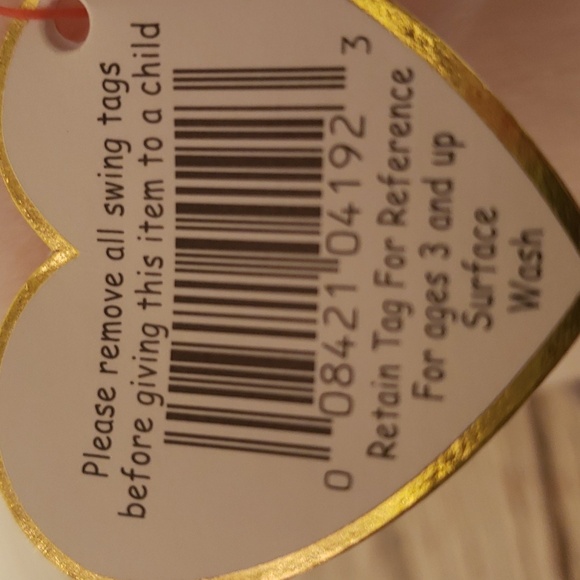 Please remove all swing tags
before giving this item to a child
0 08421 04192 3
Retain Tag For Reference
For ages 3 and up
Surface
Wash